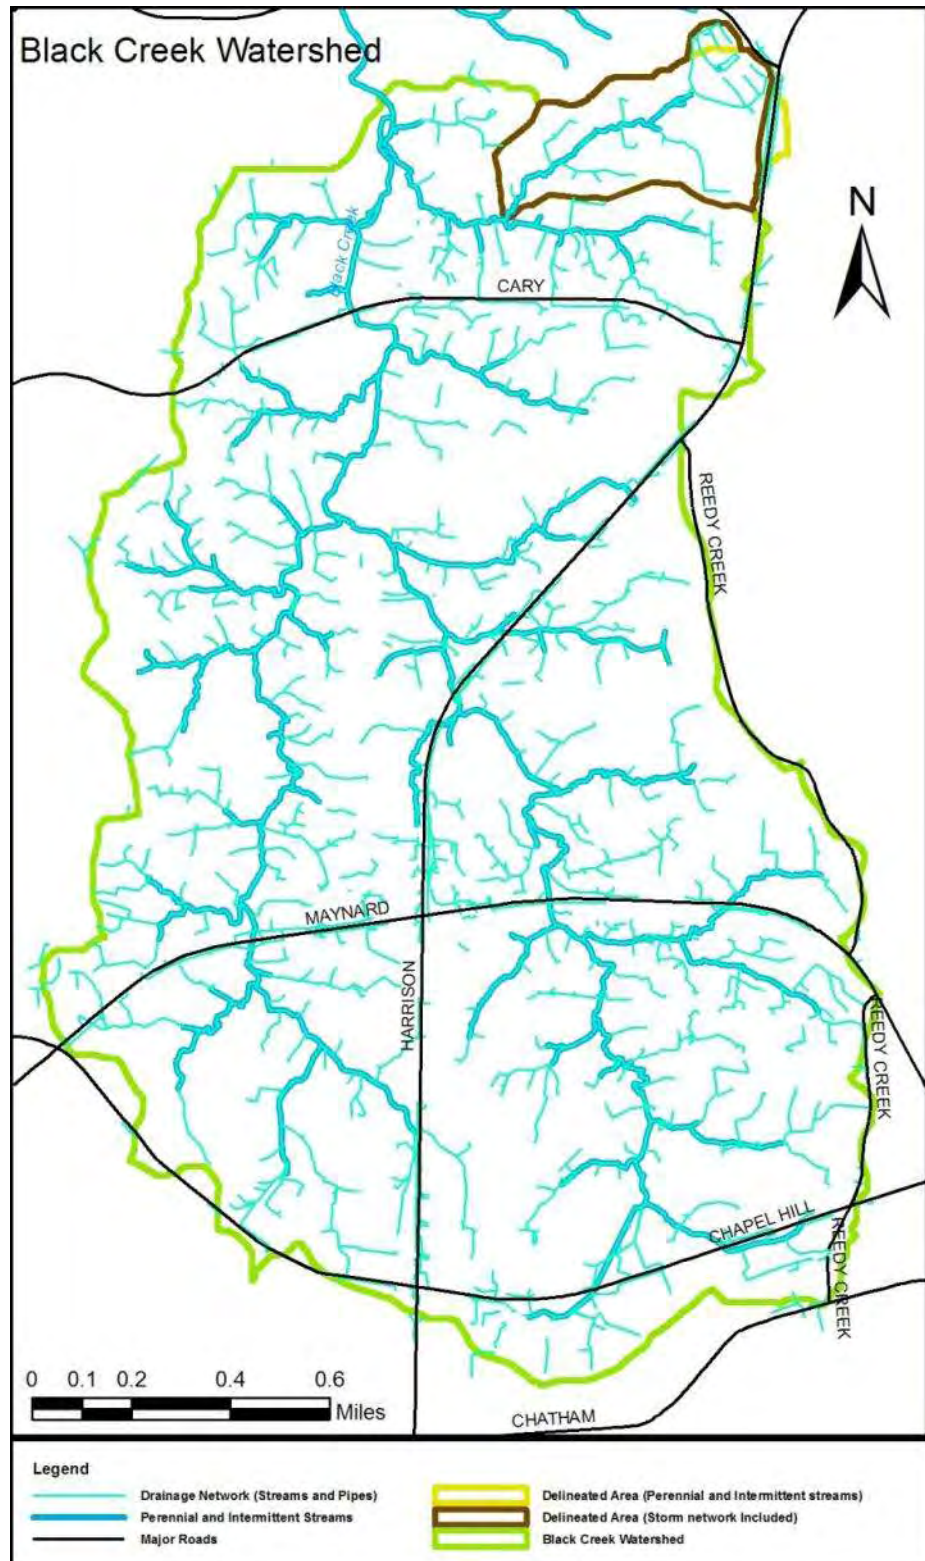 Black Creek Watershed
N
Black Creek
CARY
REEDY CREEK
MAYNARD
HARRISON
REEDY CREEK
CHAPEL HILL
REEDY CREEK
CHATHAM
0 0.1 0.2 0.4 0.6
Miles
Legend
Drainage Network (Streams and Pipes)
Perennial and Intermittent Streams
Major Roads
Delineated Area (Perennial and Intermittent streams)
Delineated Area (Storm network Included)
Black Creek Watershed